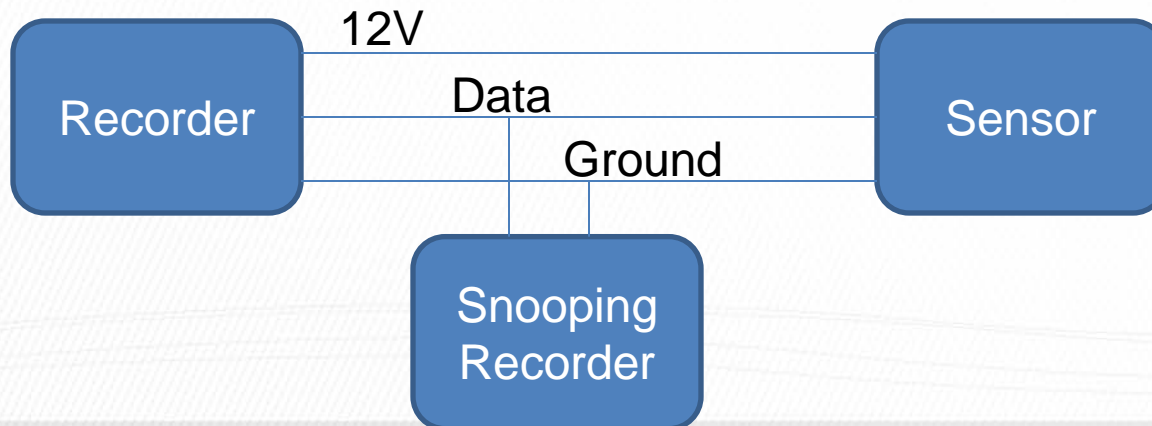 12V
Recorder
Data
Sensor
Ground
Snooping
Recorder